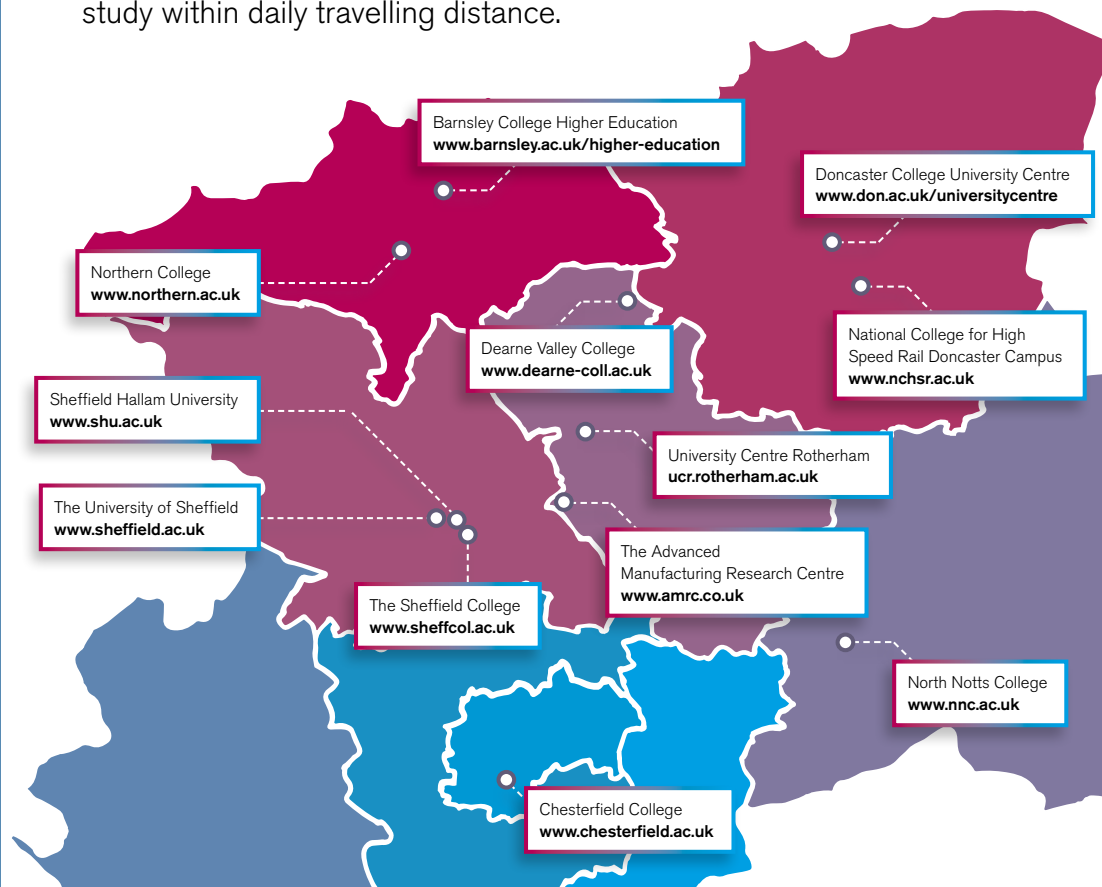 study within daily travelling distance.
Barnsley College Higher Education
www.barnsley.ac.uk/higher-education
Doncaster College University Centre
www.don.ac.uk/universitycentre
Northern College
www.northern.ac.uk
National College for High
Speed Rail Doncaster Campus
www.nchsr.ac.uk
Dearne Valley College
www.dearne-coll.ac.uk
Sheffield Hallam University
www.shu.ac.uk
University Centre Rotherham
ucr.rotherham.ac.uk
The University of Sheffield
www.sheffield.ac.uk
The Advanced
Manufacturing Research Centre
www.amrc.co.uk
The Sheffield College
www.sheffcol.ac.uk
North Notts College
www.nnc.ac.uk
Chesterfield College
www.chesterfield.ac.uk